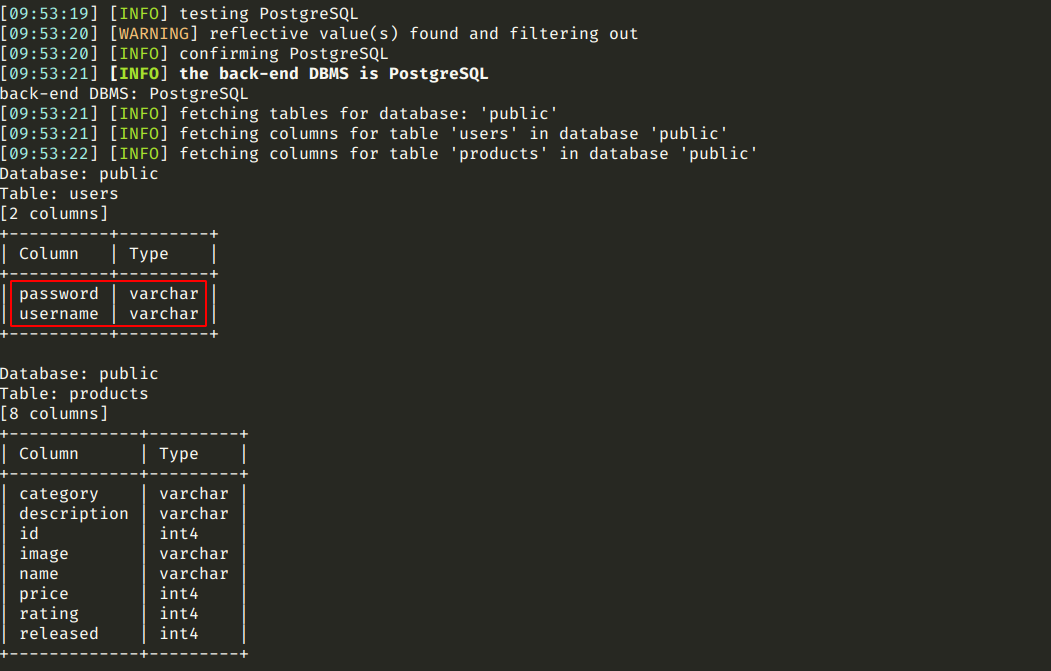 [09:53:19] [INFO] testing PostgreSQL
[09:53:20] [WARNING] reflective value(s) found and filtering out
[09:53:20] [INFO] confirming PostgreSQL
[09:53:21] [INFO] the back-end DBMS is PostgreSQL
back-end DBMS: PostgreSQL
[09:53:21] [INFO] fetching tables for database: 'public'
[09:53:21] [INFO] fetching columns for table 'users' in database 'public'
[09:53:22] [INFO] fetching columns for table 'products' in database 'public'
Database: public
Table: users
[2 columns]
+----------+---------+
| Column   | Type    |
+----------+---------+
| password | varchar |
| username | varchar |
+----------+---------+

Database: public
Table: products
[8 columns]
+-------------+---------+
| Column      | Type    |
+-------------+---------+
| category    | varchar |
| description | varchar |
| id          | int4    |
| image       | varchar |
| name        | varchar |
| price       | int4    |
| rating      | int4    |
| released    | int4    |
+-------------+---------+